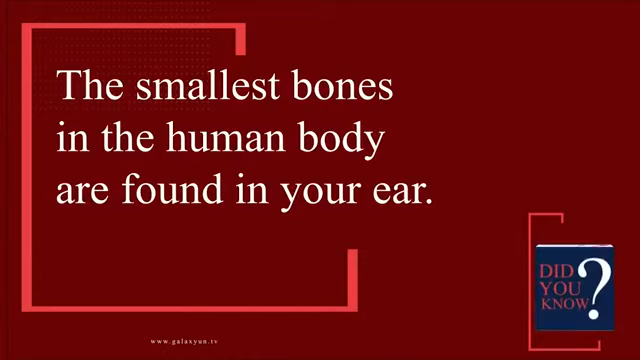 The smallest bones
in the human body
are found in your ear.
DID
YOU
KNOW
?
www.galaxyun.tv